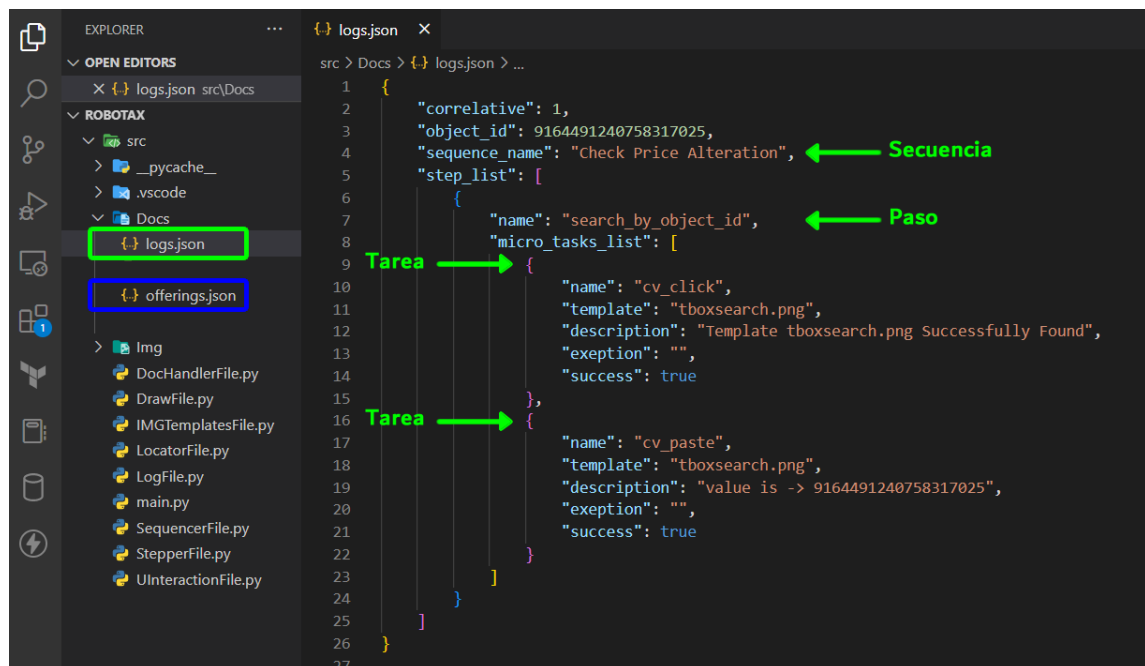 EXPLORER ···
OPEN EDITORS
logs.json src\Docs
ROBOTAX
src
__pycache__
.vscode
Docs
{..} logs.json
{..} offerings.json
Img
DocHandlerFile.py
DrawFile.py
IMGTemplatesFile.py
LocatorFile.py
LogFile.py
main.py
SequencerFile.py
StepperFile.py
UInteractionFile.py
1
{..} logs.json
src > Docs > {..} logs.json > ...
1 {
2 "correlative": 1,
3 "object_id": 9164491240758317025,
4 "sequence_name": "Check Price Alteration", Secuencia
5 "step_list": [
6 {
7 "name": "search_by_object_id", Paso
8 "micro_tasks_list": [
9 Tarea {
10 "name": "cv_click",
11 "template": "tboxsearch.png",
12 "description": "Template tboxsearch.png Successfully Found",
13 "exeption": "",
14 "success": true
15 },
16 Tarea {
17 "name": "cv_paste",
18 "template": "tboxsearch.png",
19 "description": "value is -> 9164491240758317025",
20 "exeption": "",
21 "success": true
22 }
23 ]
24 }
25 ]
26 }
27